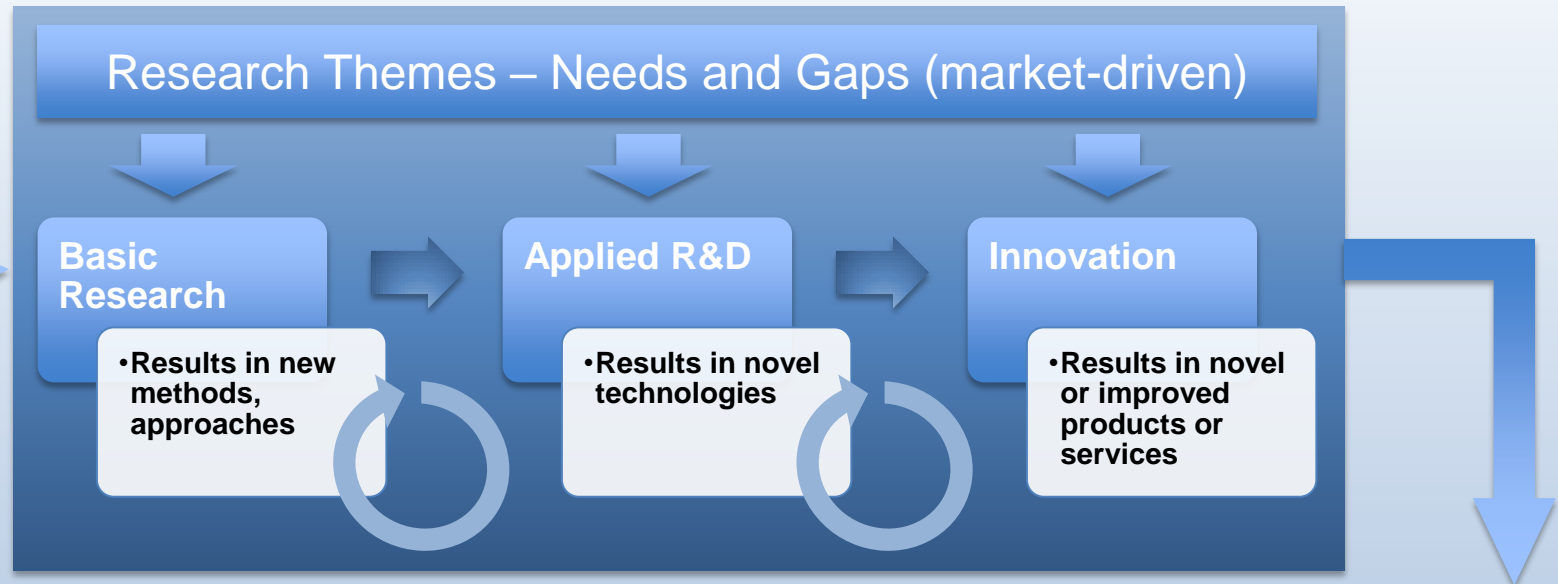 Research Themes – Needs and Gaps (market-driven)
Basic
Research
•Results in new
methods,
approaches
Applied R&D
•Results in novel
technologies
Innovation
•Results in novel
or improved
products or
services